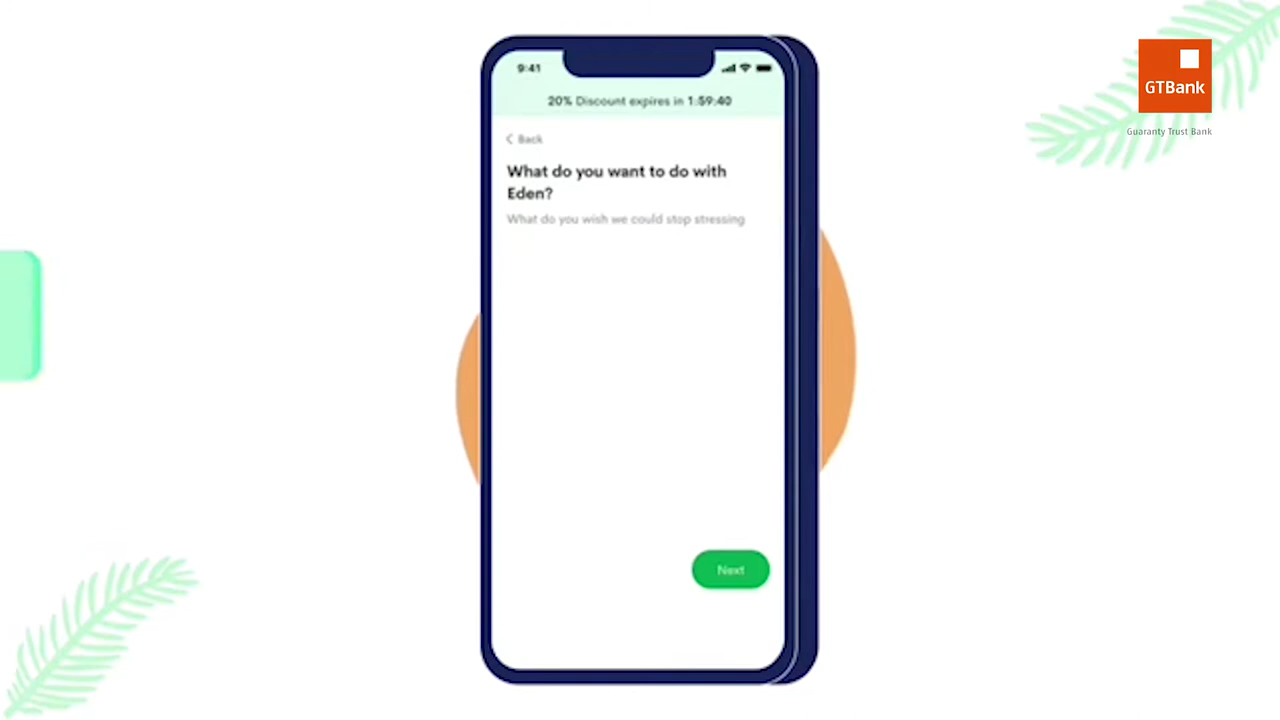 9:41
20% Discount expires in 1:59:40
Back
What do you want to do with
Eden?
What do you wish we could stop stressing
Next
GTBank
Guaranty Trust Bank